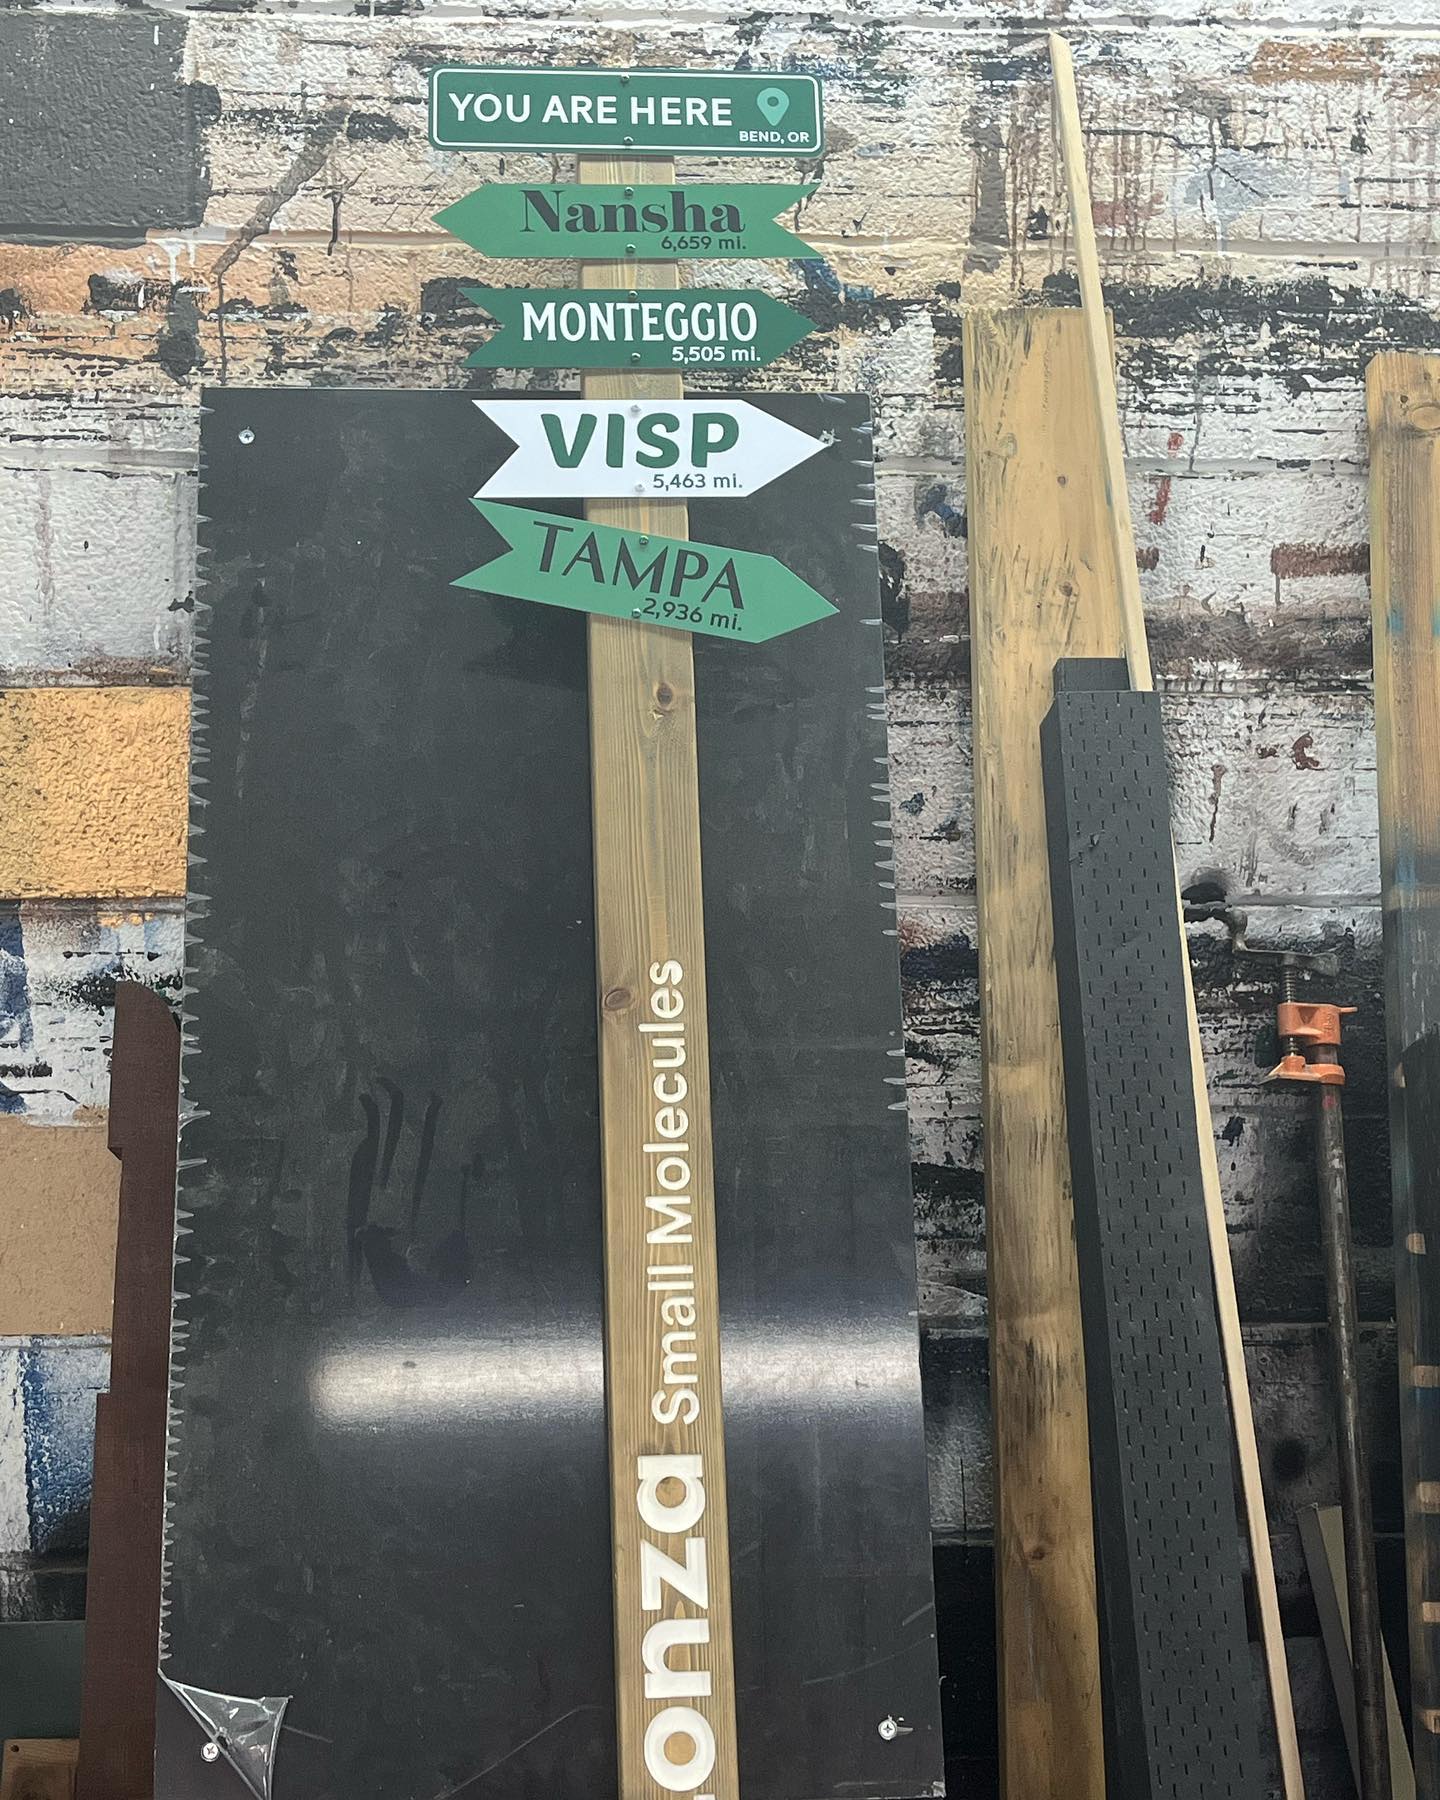 YOU ARE HERE
BEND, OR
Nansha
6,659 mi.
MONTEGGIO
5,505 mi.
VISP
5,463 mi.
TAMPA
2,936 mi.
onza Small Molecules